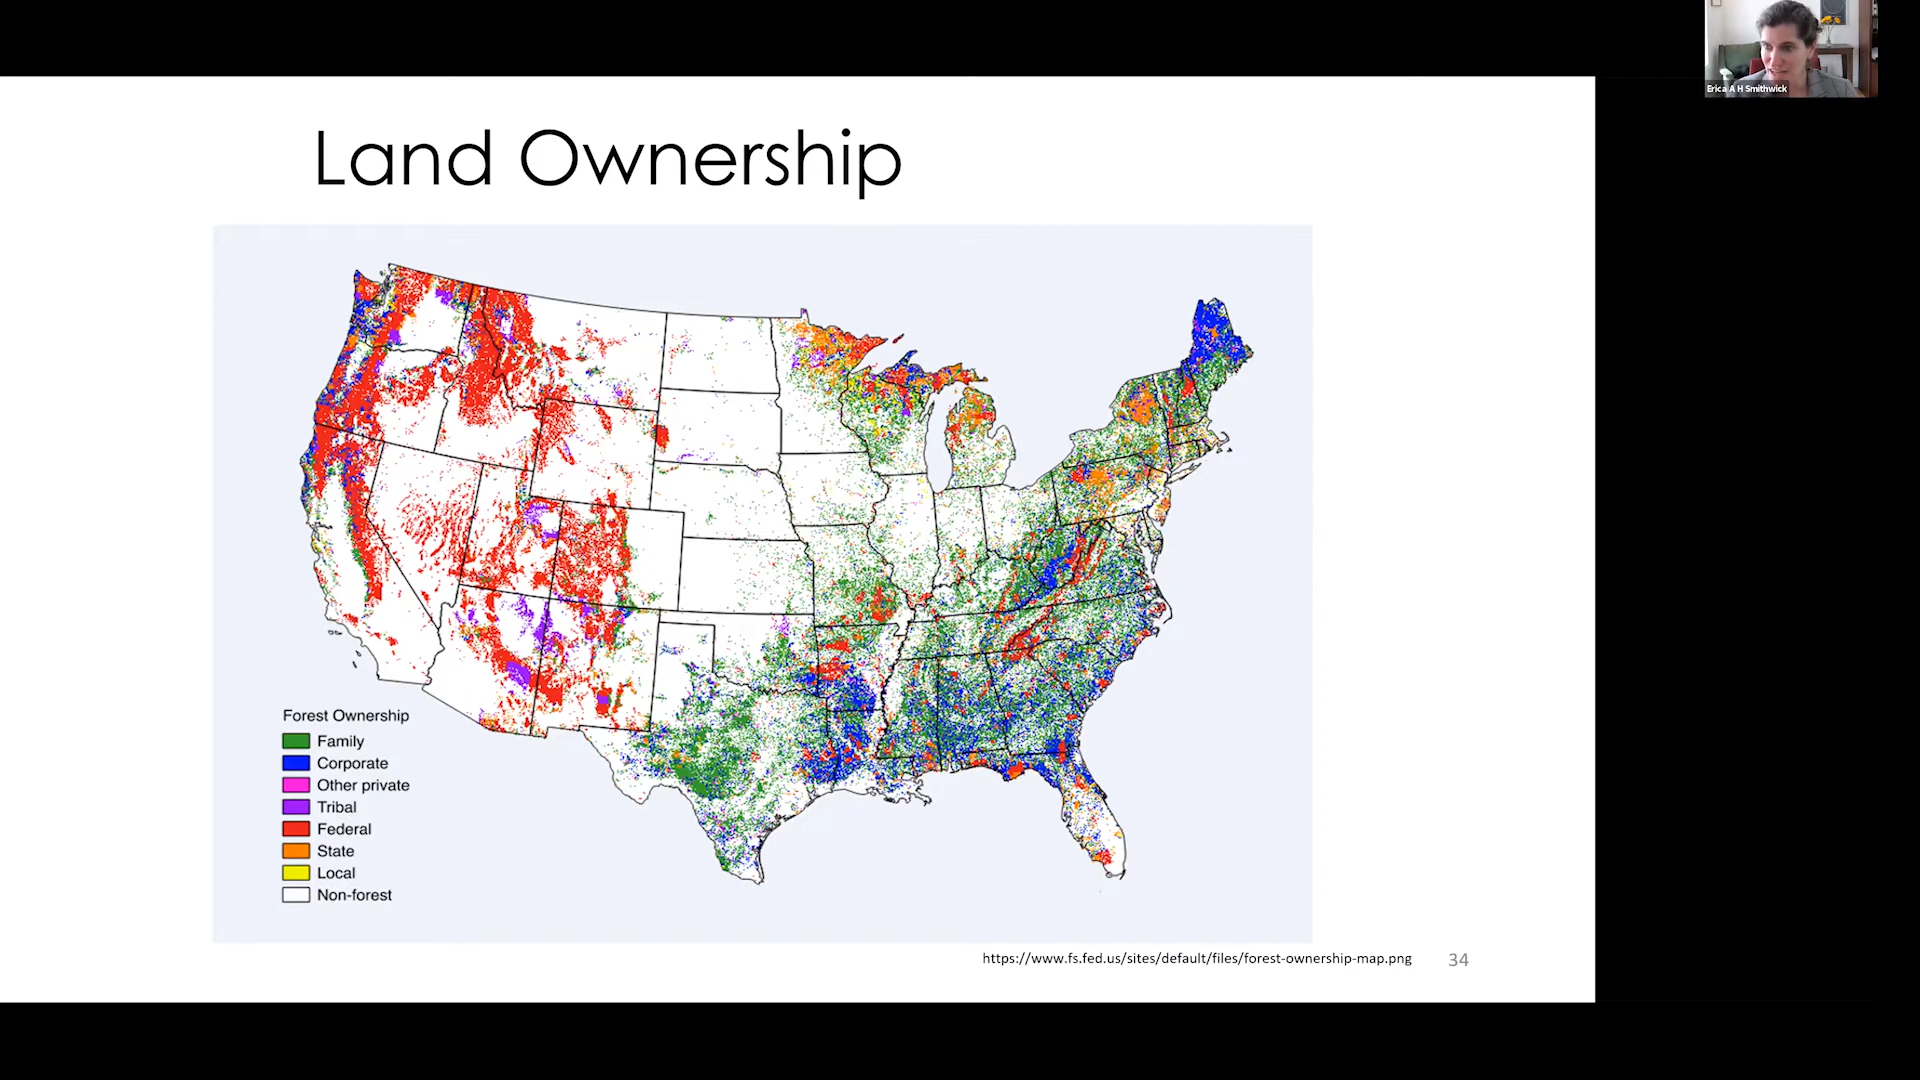 Erica A H Smithwick
Land Ownership
Forest Ownership
Family
Corporate
Other private
Tribal
Federal
State
Local
Non-forest
https://www.fs.fed.us/sites/default/files/forest-ownership-map.png
34